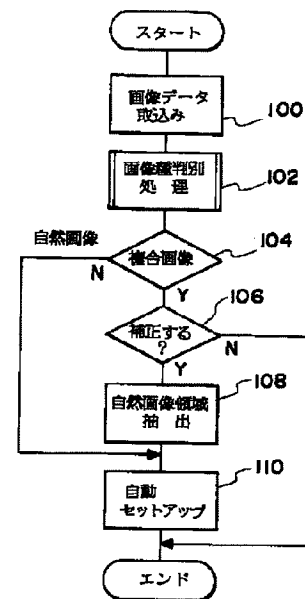 スタート
画像データ
取込み
100
画像種判別
処理
102
自然画像
複合画像
104
N
Y
106
補正する
?
N
Y
108
自然画像領域
抽出
110
自動
セットアップ
エンド